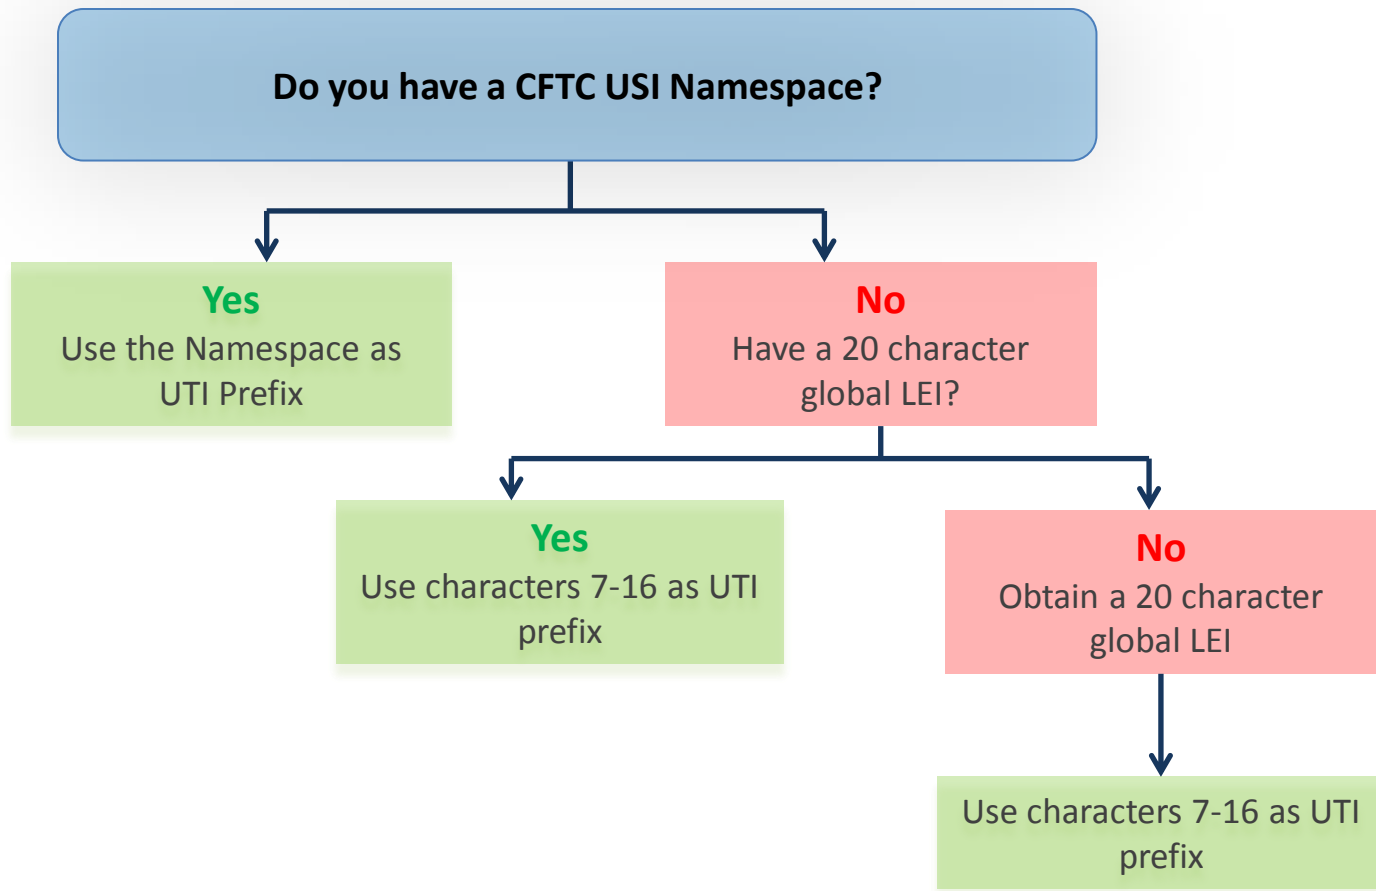 Do you have a CFTC USI Namespace?
Yes
Use the Namespace as
UTI Prefix
No
Have a 20 character
global LEI?
Yes
Use characters 7-16 as UTI
prefix
No
Obtain a 20 character
global LEI
Use characters 7-16 as UTI
prefix